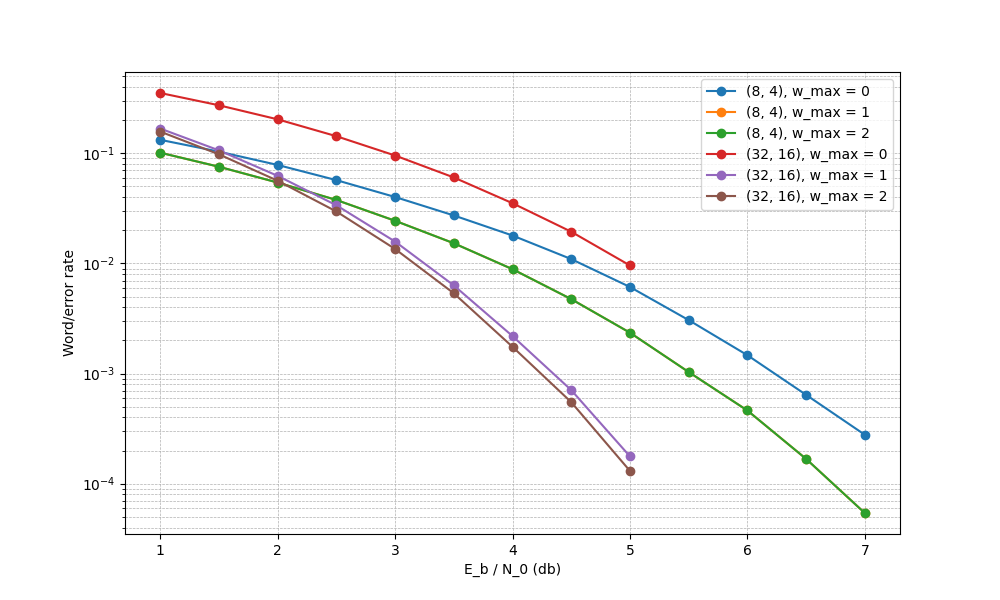 (8, 4), w_max = 0
(8, 4), w_max = 1
(8, 4), w_max = 2
(32, 16), w_max = 0
(32, 16), w_max = 1
(32, 16), w_max = 2
10⁻¹
10⁻²
10⁻³
10⁻⁴
Word/error rate
1 2 3 4 5 6 7
E_b / N_0 (db)